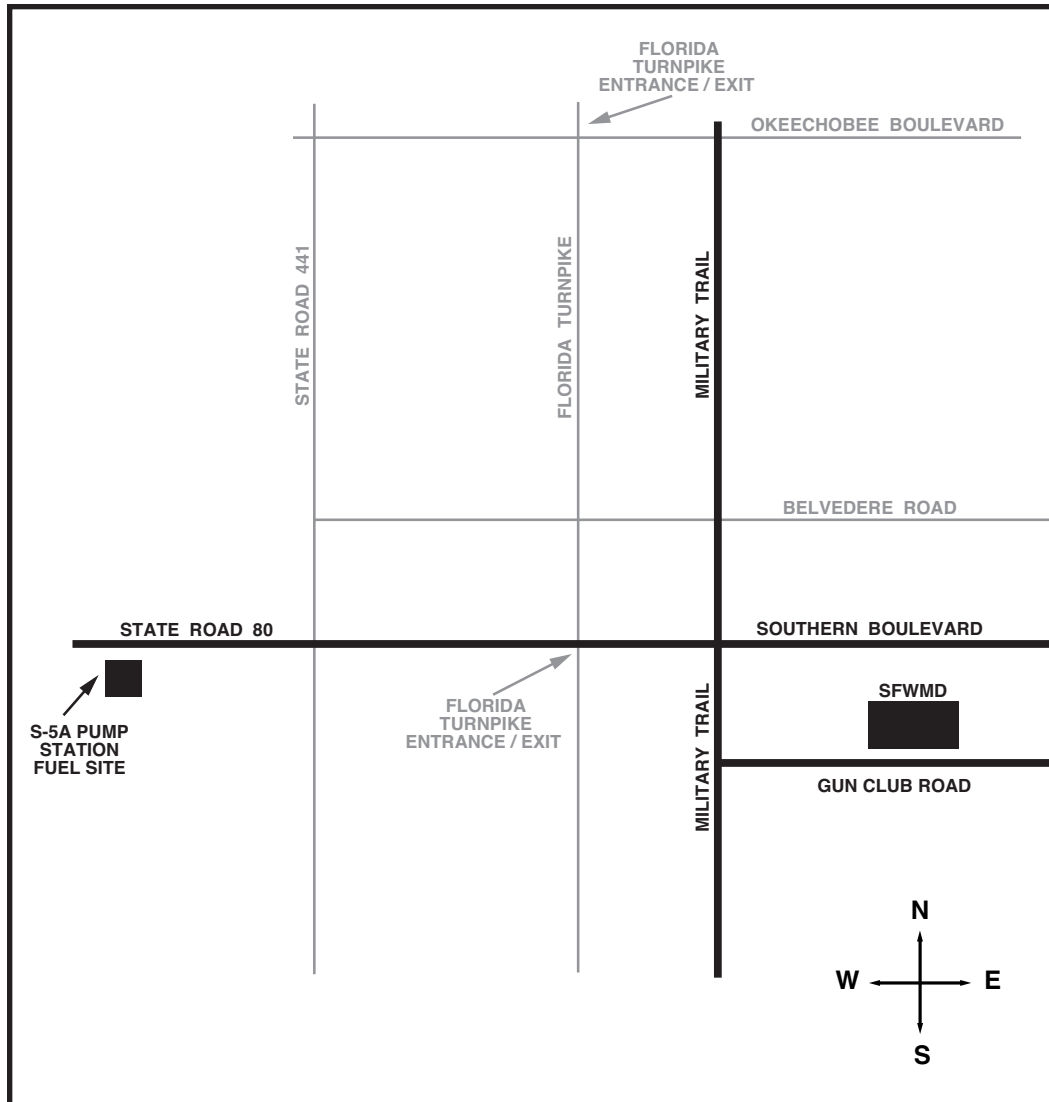 FLORIDA
TURNPIKE
ENTRANCE / EXIT
OKEECHOBEE BOULEVARD
STATE ROAD 441
FLORIDA TURNPIKE
MILITARY TRAIL
BELVEDERE ROAD
STATE ROAD 80
SOUTHERN BOULEVARD
S-5A PUMP
STATION
FUEL SITE
FLORIDA
TURNPIKE
ENTRANCE / EXIT
MILITARY TRAIL
SFWMD
GUN CLUB ROAD
N
W
E
S